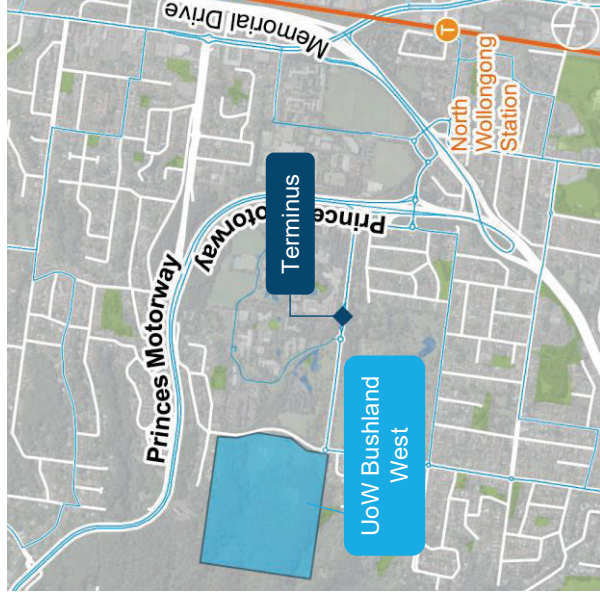 Memorial Drive
T
North
Wollongong
Station
Princes Motorway
Princes Motorway
Terminus
UoW Bushland
West